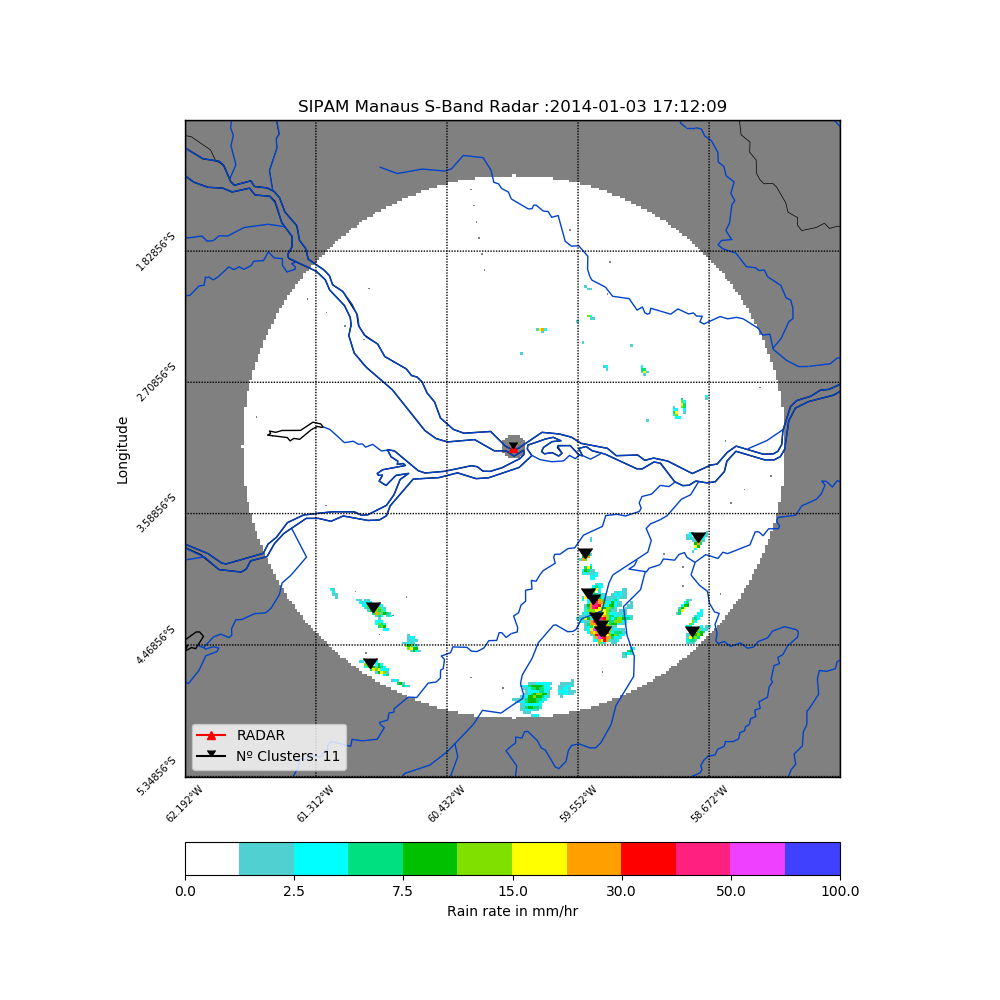 SIPAM Manaus S-Band Radar :2014-01-03 17:12:09
Longitude
1.82856°S
2.70856°S
3.58856°S
4.46856°S
5.34856°S
RADAR
Nº Clusters: 11
62.192°W
61.312°W
60.432°W
59.552°W
58.672°W
0.0
2.5
7.5
15.0
30.0
50.0
100.0
Rain rate in mm/hr